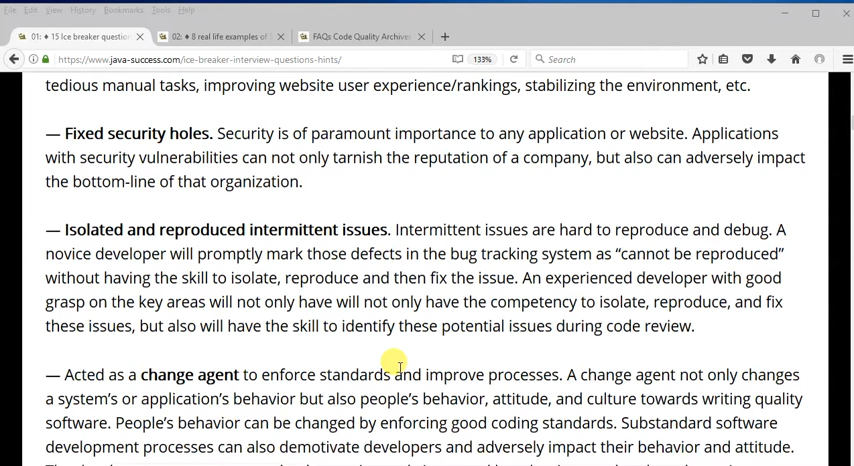 File Edit View History Bookmarks Tools Help
01: ♦ 15 Ice breaker question
02: ♦ 8 real life examples of S
FAQs Code Quality Archives
https://www.java-success.com/ice-breaker-interview-questions-hints/
133%
Search
tedious manual tasks, improving website user experience/rankings, stabilizing the environment, etc.
— Fixed security holes. Security is of paramount importance to any application or website. Applications
with security vulnerabilities can not only tarnish the reputation of a company, but also can adversely impact
the bottom-line of that organization.
— Isolated and reproduced intermittent issues. Intermittent issues are hard to reproduce and debug. A
novice developer will promptly mark those defects in the bug tracking system as “cannot be reproduced”
without having the skill to isolate, reproduce and then fix the issue. An experienced developer with good
grasp on the key areas will not only have will not only have the competency to isolate, reproduce, and fix
these issues, but also will have the skill to identify these potential issues during code review.
— Acted as a change agent to enforce standards and improve processes. A change agent not only changes
a system’s or application’s behavior but also people’s behavior, attitude, and culture towards writing quality
software. People’s behavior can be changed by enforcing good coding standards. Substandard software
development processes can also demotivate developers and adversely impact their behavior and attitude.